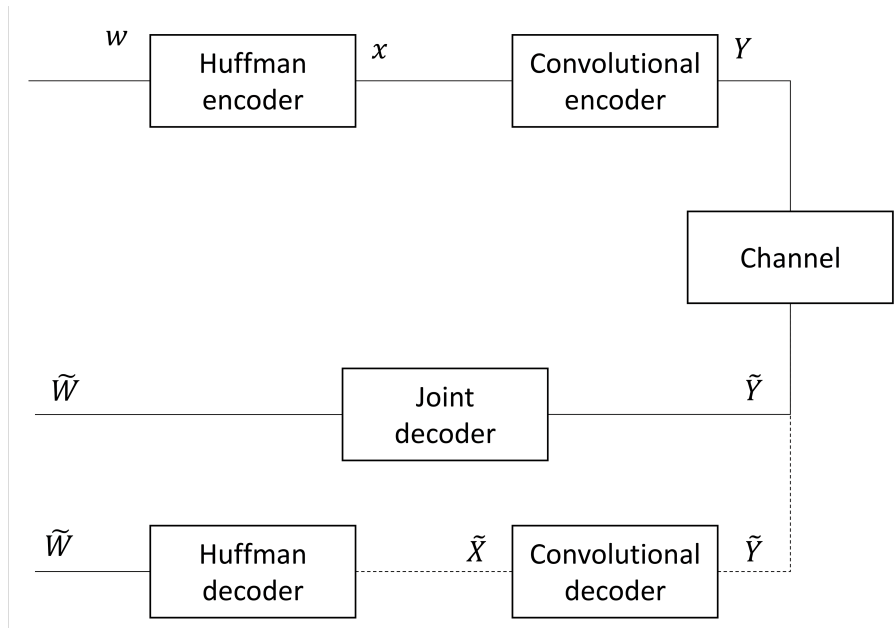 w
Huffman
encoder
x
Convolutional
encoder
Y
Channel
W̃
Joint
decoder
Ỹ
W̃
Huffman
decoder
X̃
Convolutional
decoder
Ỹ